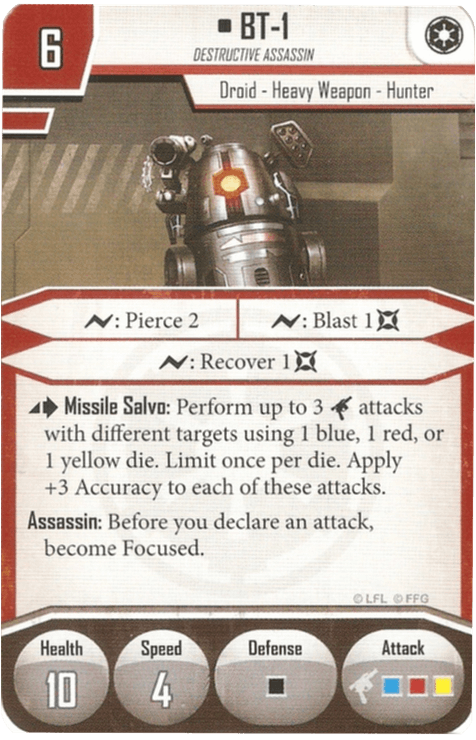 6
BT-1
DESTRUCTIVE ASSASSIN
Droid - Heavy Weapon - Hunter
: Pierce 2
: Blast 1
: Recover 1
Missile Salvo: Perform up to 3 attacks
with different targets using 1 blue, 1 red, or
1 yellow die. Limit once per die. Apply
+3 Accuracy to each of these attacks.
Assassin: Before you declare an attack,
become Focused.
© LFL © FFG
Health
Speed
Defense
Attack
10
4